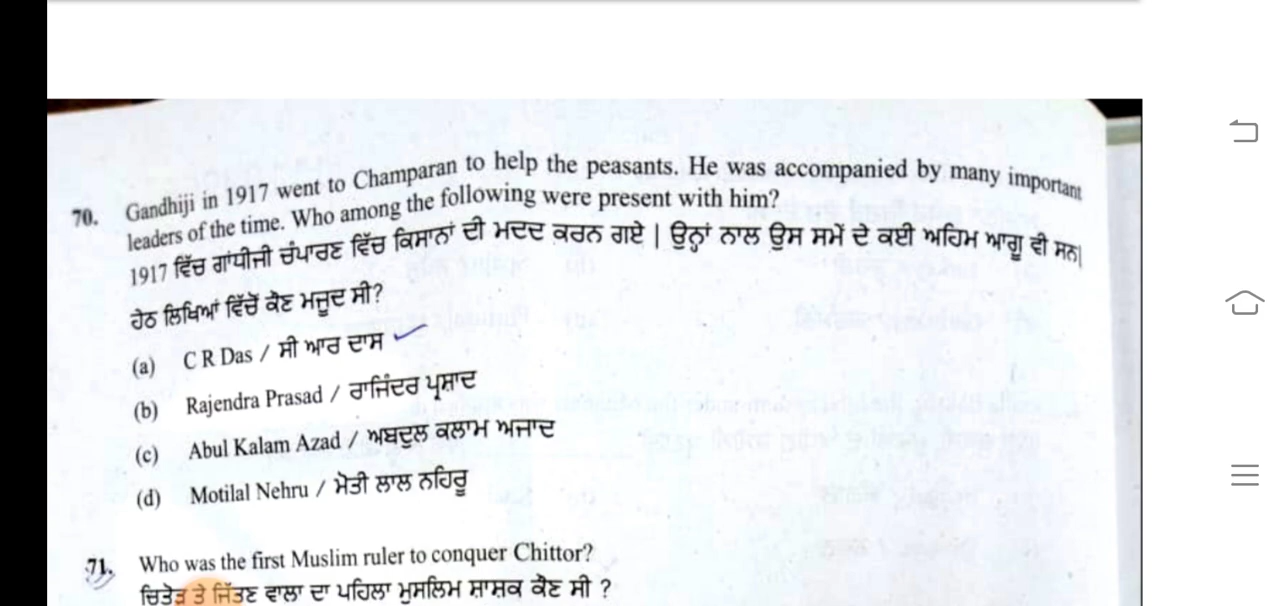 70. Gandhiji in 1917 went to Champaran to help the peasants. He was accompanied by many important
leaders of the time. Who among the following were present with him?
1917 ਵਿੱਚ ਗਾਂਧੀਜੀ ਚੰਪਾਰਣ ਵਿੱਚ ਕਿਸਾਨਾਂ ਦੀ ਮਦਦ ਕਰਨ ਗਏ | ਉਨ੍ਹਾਂ ਨਾਲ ਉਸ ਸਮੇਂ ਦੇ ਕਈ ਅਹਿਮ ਆਗੂ ਵੀ ਸਨ|
ਹੇਠ ਲਿਖਿਆਂ ਵਿੱਚੋਂ ਕੌਣ ਮਜੂਦ ਸੀ?
(a) C R Das / ਸੀ ਆਰ ਦਾਸ
(b) Rajendra Prasad / ਰਾਜਿੰਦਰ ਪ੍ਰਸ਼ਾਦ
(c) Abul Kalam Azad / ਅਬਦੁਲ ਕਲਾਮ ਅਜਾਦ
(d) Motilal Nehru / ਮੋਤੀ ਲਾਲ ਨਹਿਰੂ
71. Who was the first Muslim ruler to conquer Chittor?
ਚਿਤੋੜ ਤੇ ਜਿੱਤਣ ਵਾਲਾ ਦਾ ਪਹਿਲਾ ਮੁਸਲਿਮ ਸ਼ਾਸ਼ਕ ਕੌਣ ਸੀ ?